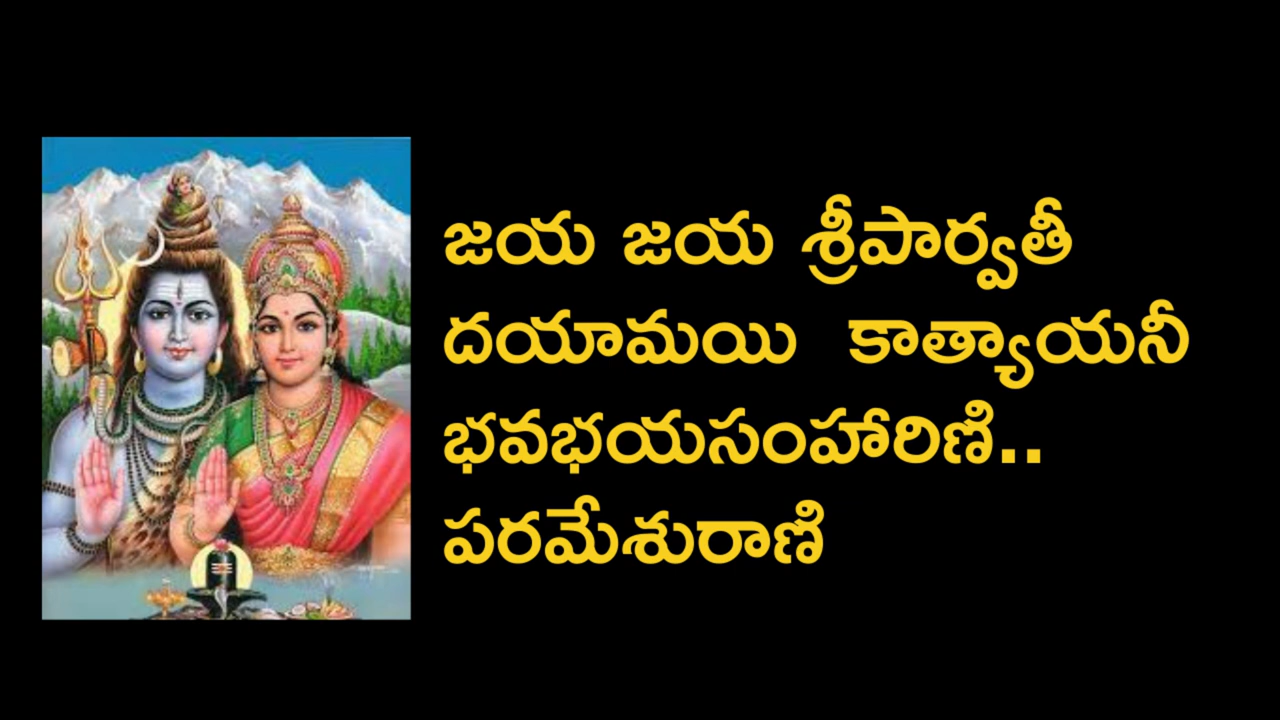 జయ జయ శ్రీపార్వతీ
దయామయి కాత్యాయనీ
భవభయసంహారిణి..
పరమేశురాణి